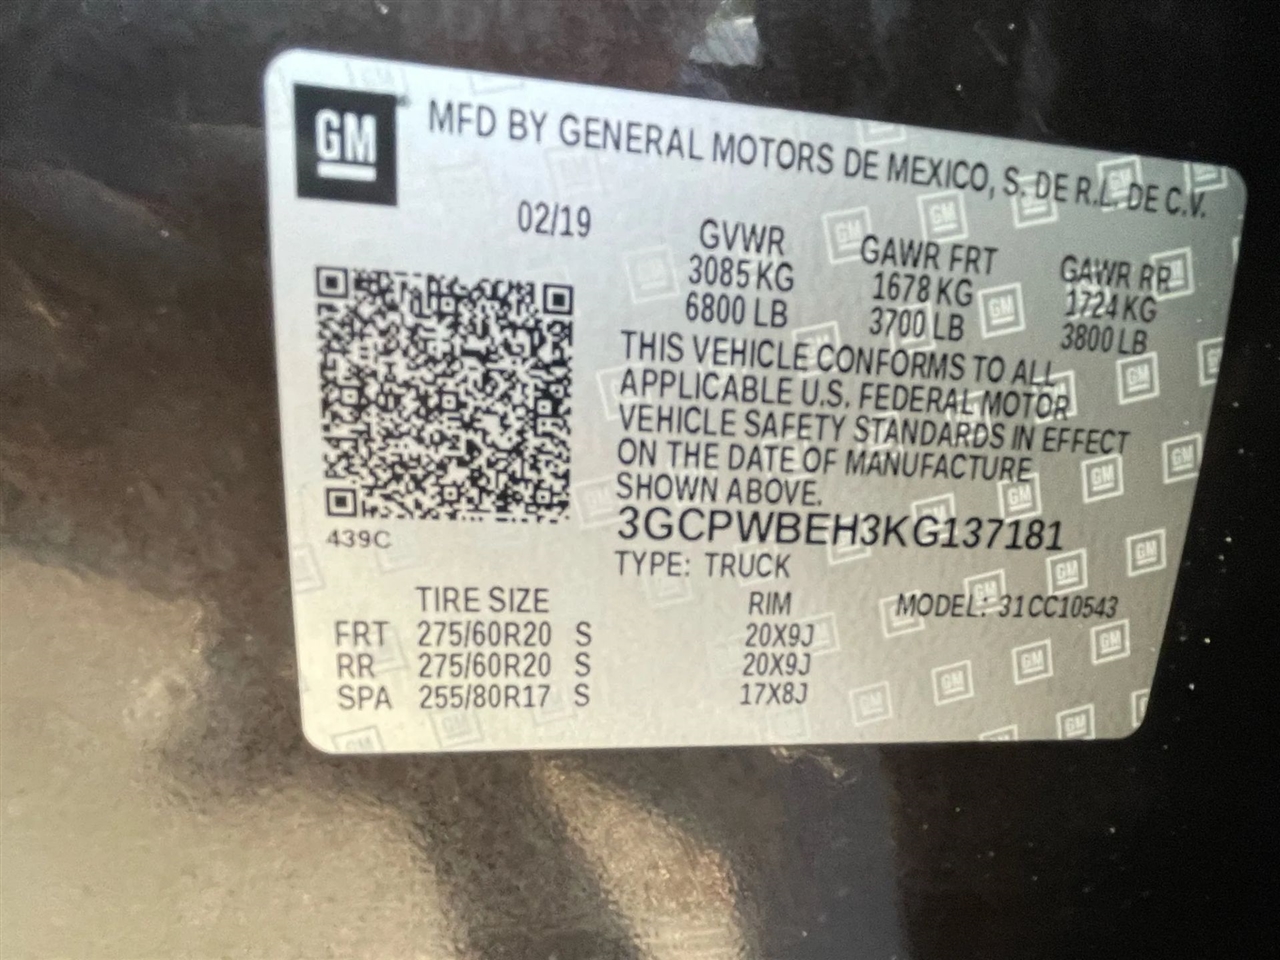 GM
MFD BY GENERAL MOTORS DE MEXICO, S. DE R.L. DE C.V.
02/19
GVWR GAWR FRT GAWR RR
3085 KG 1678 KG 1724 KG
6800 LB 3700 LB 3800 LB
THIS VEHICLE CONFORMS TO ALL
APPLICABLE U.S. FEDERAL MOTOR
VEHICLE SAFETY STANDARDS IN EFFECT
ON THE DATE OF MANUFACTURE
SHOWN ABOVE.
3GCPWBEH3KG137181
439C
TYPE: TRUCK
TIRE SIZE RIM MODEL: 31CC10543
FRT 275/60R20 S 20X9J
RR 275/60R20 S 20X9J
SPA 255/80R17 S 17X8J